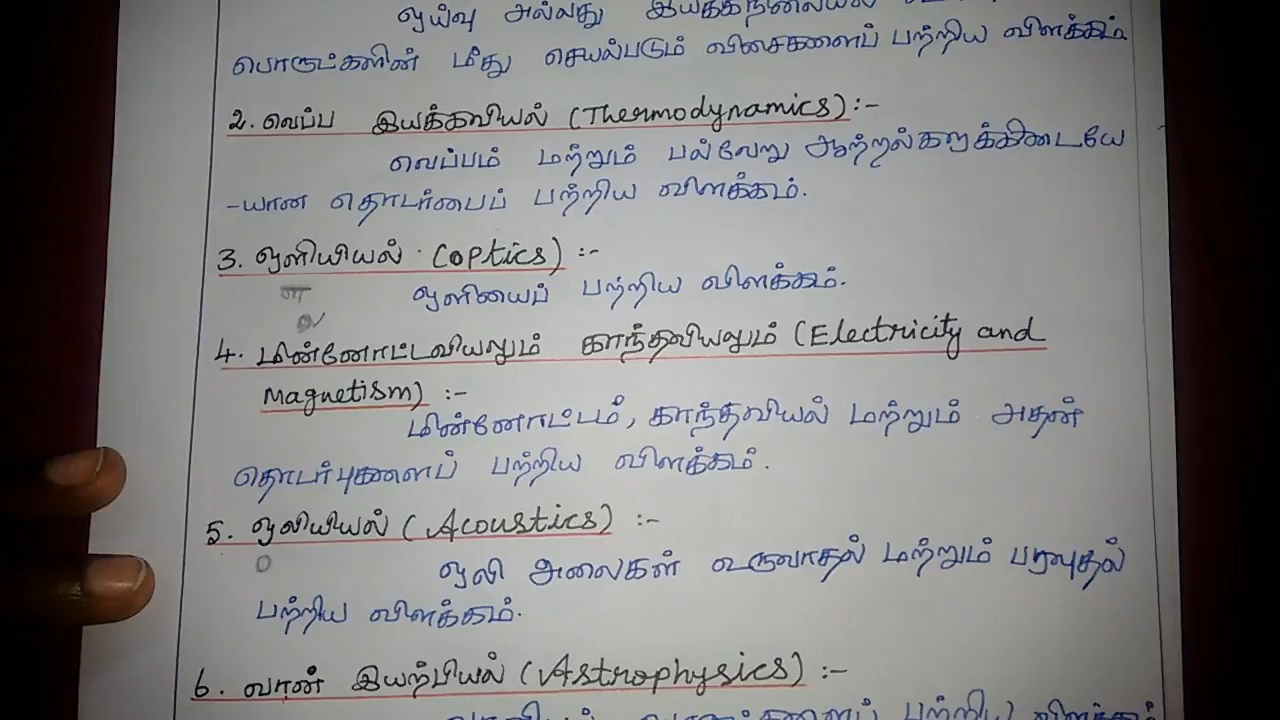 ஓய்வு அல்லது இயக்கநிலையில்
பொருட்களின் மீது செயல்படும் விசைகளைப் பற்றிய விளக்கம்.
2. வெப்ப இயக்கவியல் (Thermodynamics):-
வெப்பம் மற்றும் பல்வேறு ஆற்றல்களுக்கிடையே
-யான தொடர்பைப் பற்றிய விளக்கம்.
3. ஒளியியல் (optics) :-
ஒளியைப் பற்றிய விளக்கம்.
4. மின்னோட்டவியலும் காந்தவியலும் (Electricity and
Magnetism) :-
மின்னோட்டம், காந்தவியல் மற்றும் அதன்
தொடர்புகளைப் பற்றிய விளக்கம்.
5. ஒலியியல் (Acoustics) :-
ஒலி அலைகள் உருவாதல் மற்றும் பரவுதல்
பற்றிய விளக்கம்.
6. வான் இயற்பியல் (Astrophysics) :-
பற்றிய விளக்கம்